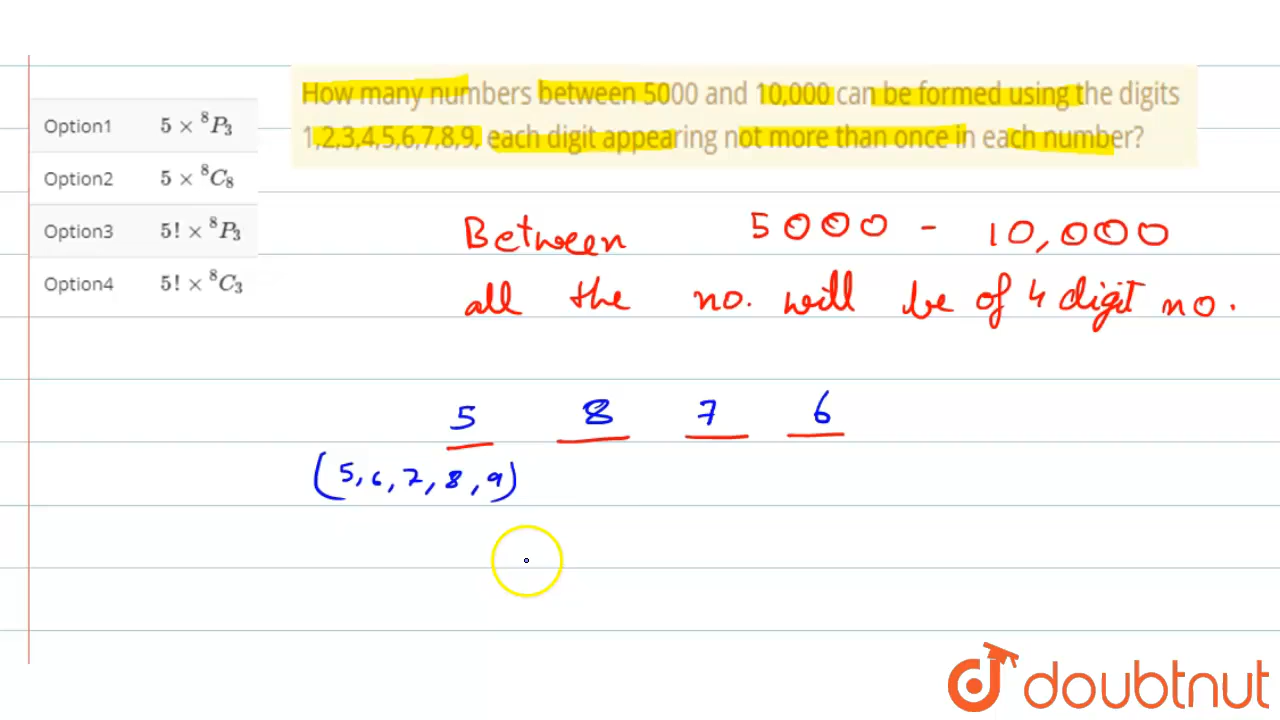 How many numbers between 5000 and 10,000 can be formed using the digits
1,2,3,4,5,6,7,8,9, each digit appearing not more than once in each number?
Option1 5 × ⁸P₃
Option2 5 × ⁸C₈
Option3 5! × ⁸P₃
Option4 5! × ⁸C₃
Between 5000 - 10,000
all the no. will be of 4 digit no.
5 8 7 6
(5,6,7,8,9)
doubtnut